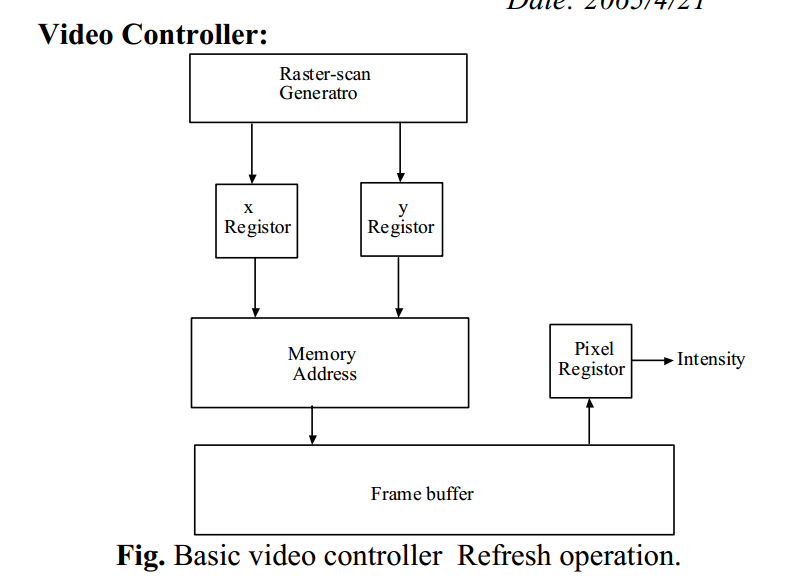 Date: 2065/4/21
Video Controller:
Raster-scan
Generatro
x
Registor
y
Registor
Memory
Address
Pixel
Registor
Intensity
Frame buffer
Fig. Basic video controller Refresh operation.